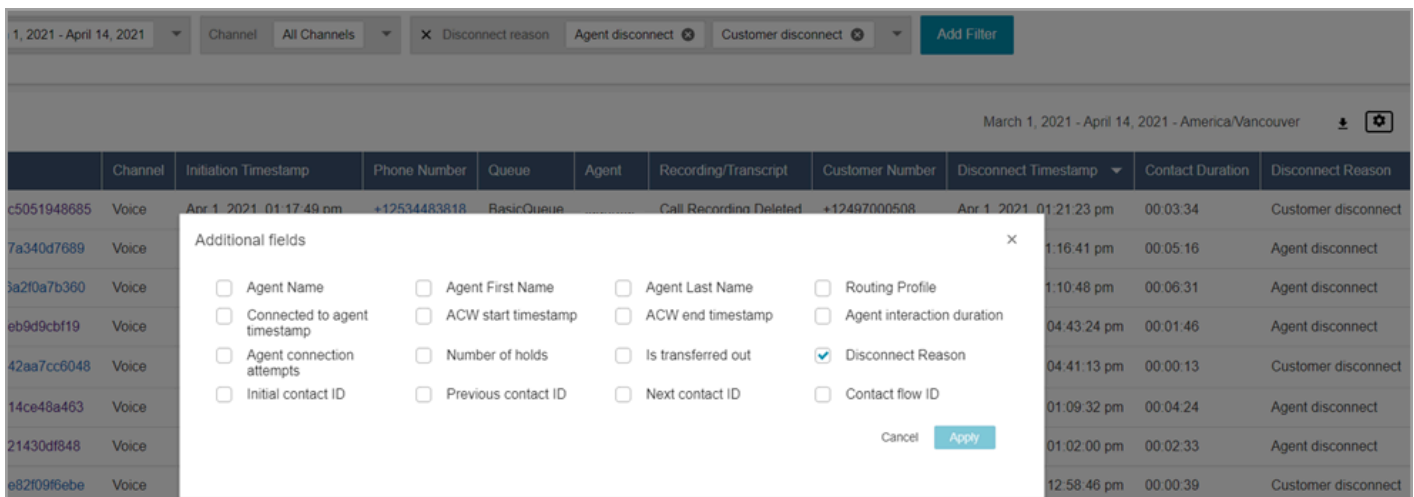 1, 2021 - April 14, 2021 Channel All Channels Disconnect reason Agent disconnect Customer disconnect Add Filter
March 1, 2021 - April 14, 2021 - America/Vancouver
Channel Initiation Timestamp Phone Number Queue Agent Recording/Transcript Customer Number Disconnect Timestamp Contact Duration Disconnect Reason
c5051948685 Voice Apr 1, 2021, 01:17:49 pm +12534483818 BasicQueue Call Recording Deleted +12497000508 Apr 1, 2021, 01:21:23 pm 00:03:34 Customer disconnect
Additional fields
7a340d7689 Voice 1:16:41 pm 00:05:16 Agent disconnect
6a2f0a7b360 Voice Agent Name Agent First Name Agent Last Name Routing Profile 1:10:48 pm 00:06:31 Agent disconnect
Connected to agent ACW start timestamp ACW end timestamp Agent interaction duration
eb9d9cbf19 Voice timestamp 04:43:24 pm 00:01:46 Agent disconnect
Agent connection Number of holds Is transferred out Disconnect Reason
42aa7cc6048 Voice attempts 04:41:13 pm 00:00:13 Customer disconnect
Initial contact ID Previous contact ID Next contact ID Contact flow ID
14ce48a463 Voice 01:09:32 pm 00:04:24 Agent disconnect
Cancel Apply
21430df848 Voice 01:02:00 pm 00:02:33 Agent disconnect
e82f09f6ebe Voice 12:58:46 pm 00:00:39 Customer disconnect